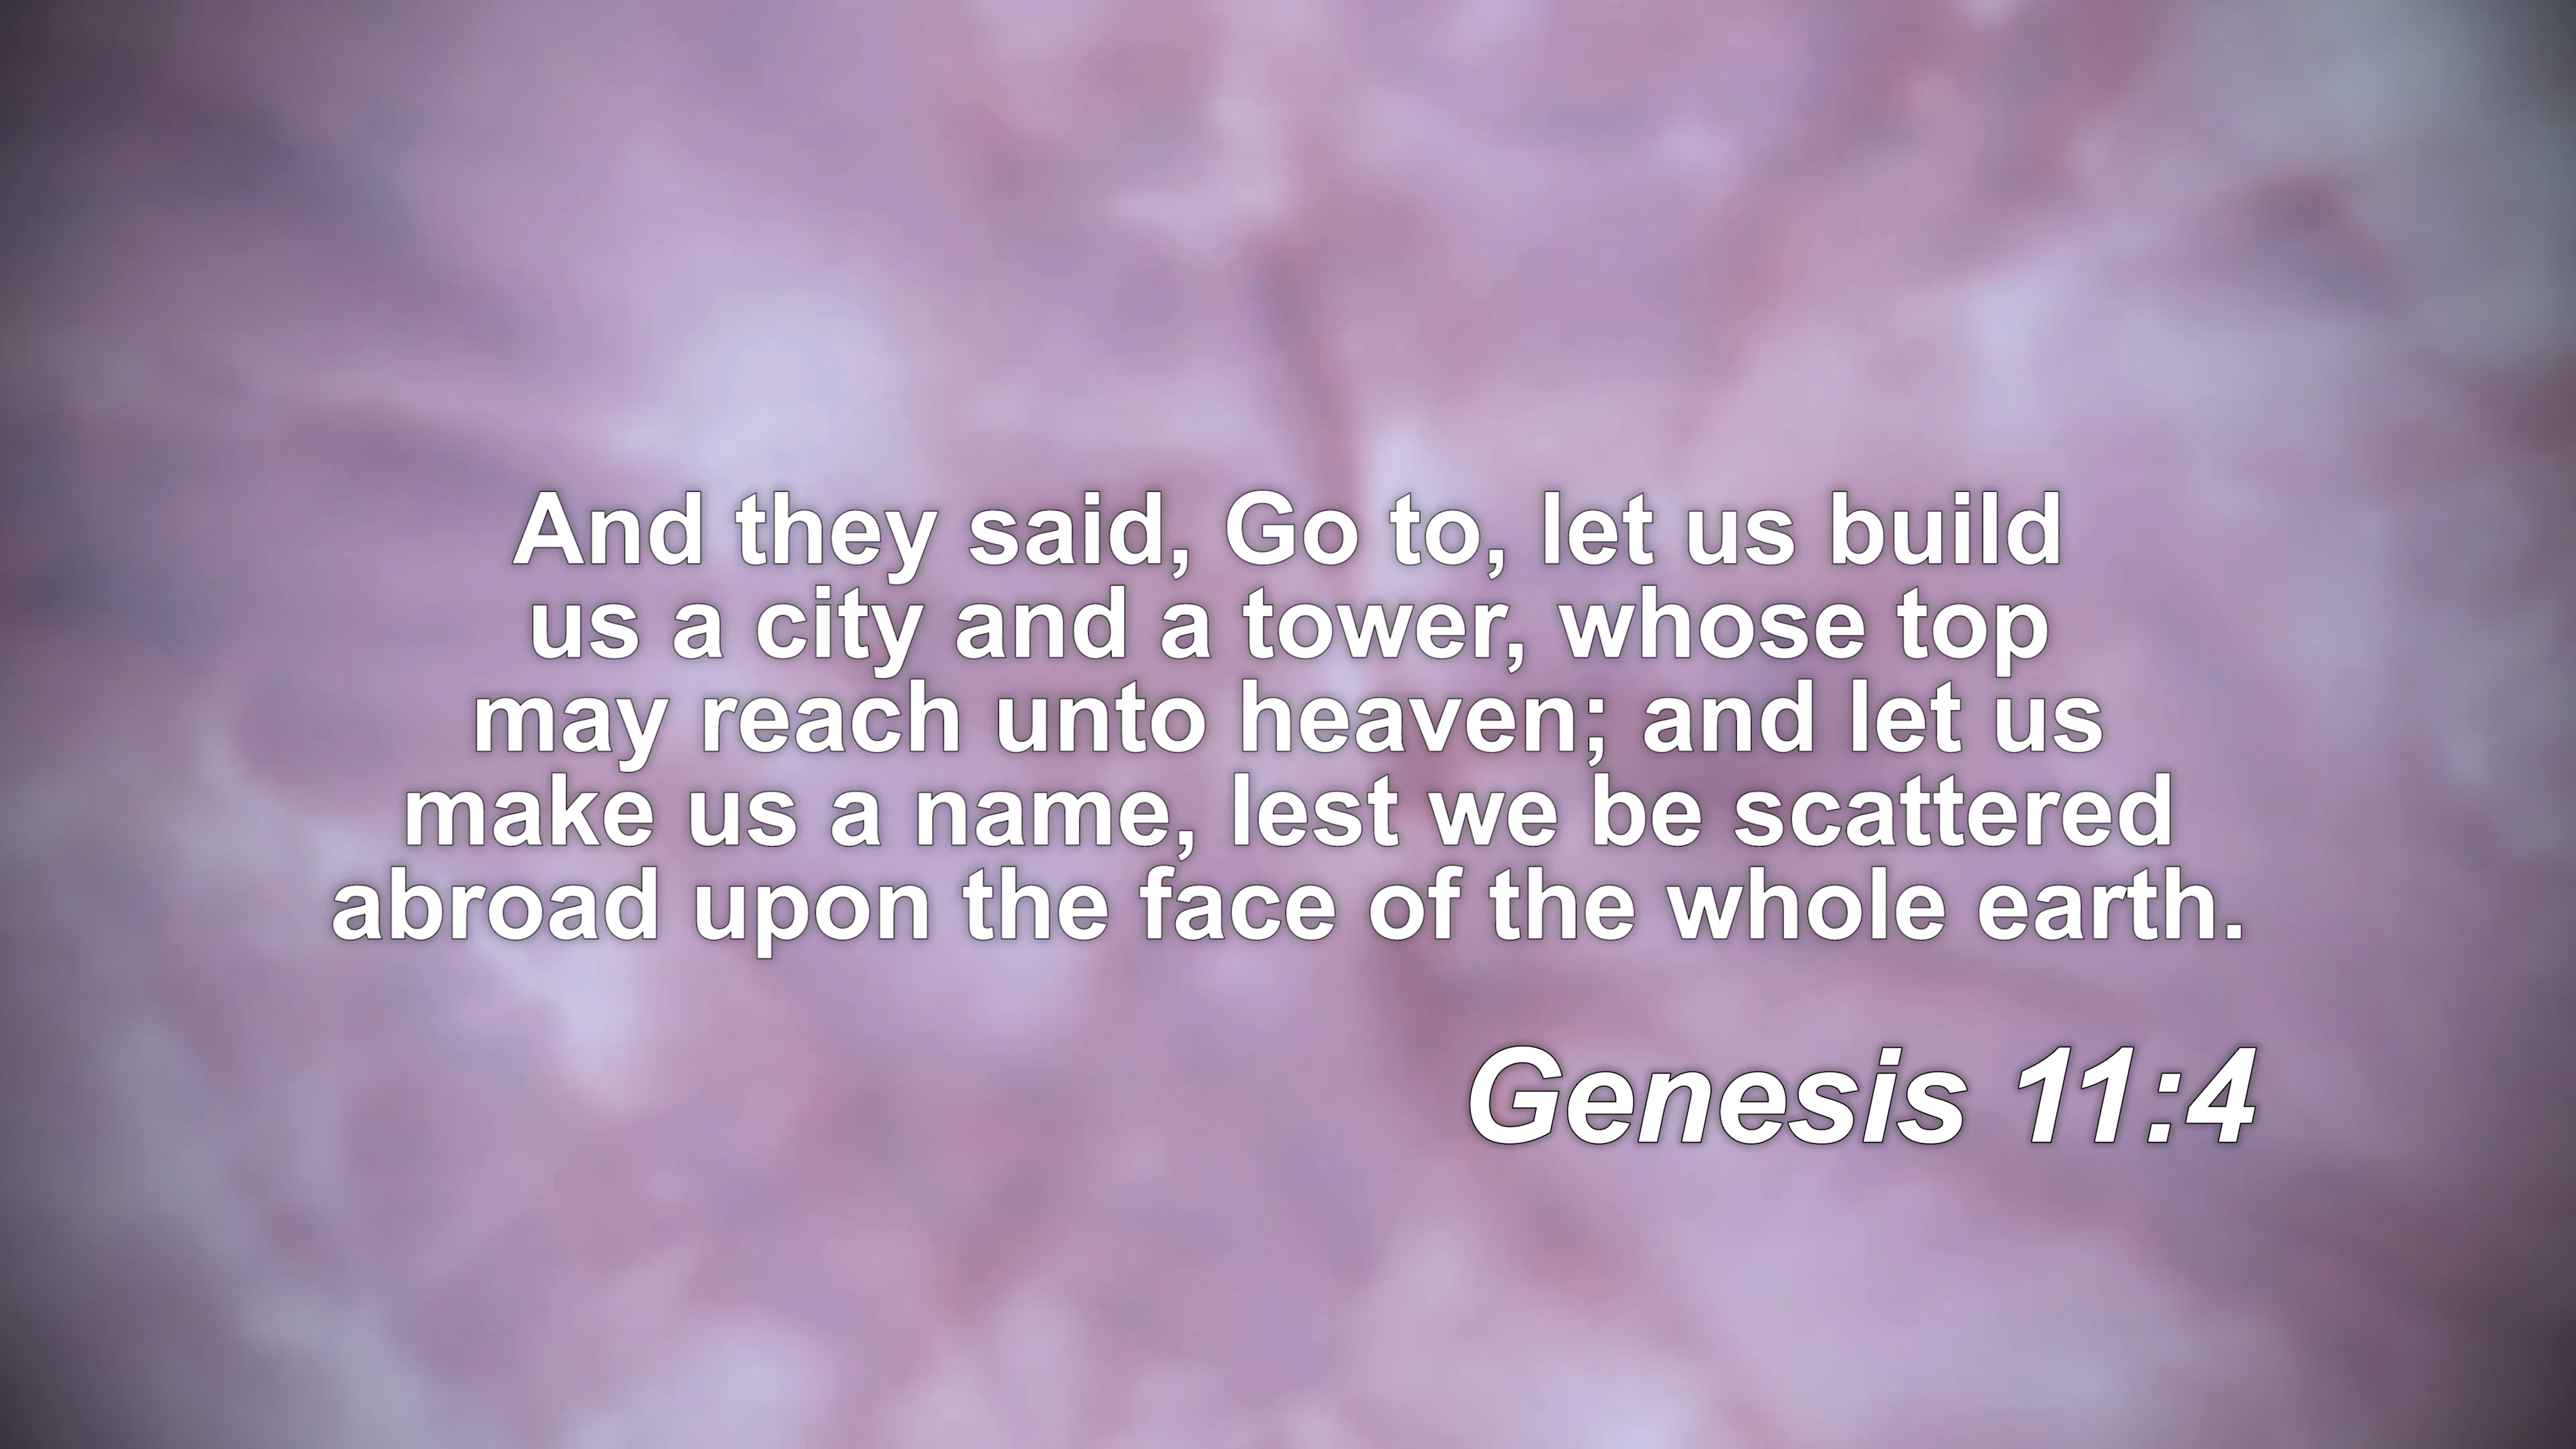 And they said, Go to, let us build
us a city and a tower, whose top
may reach unto heaven; and let us
make us a name, lest we be scattered
abroad upon the face of the whole earth.
Genesis 11:4